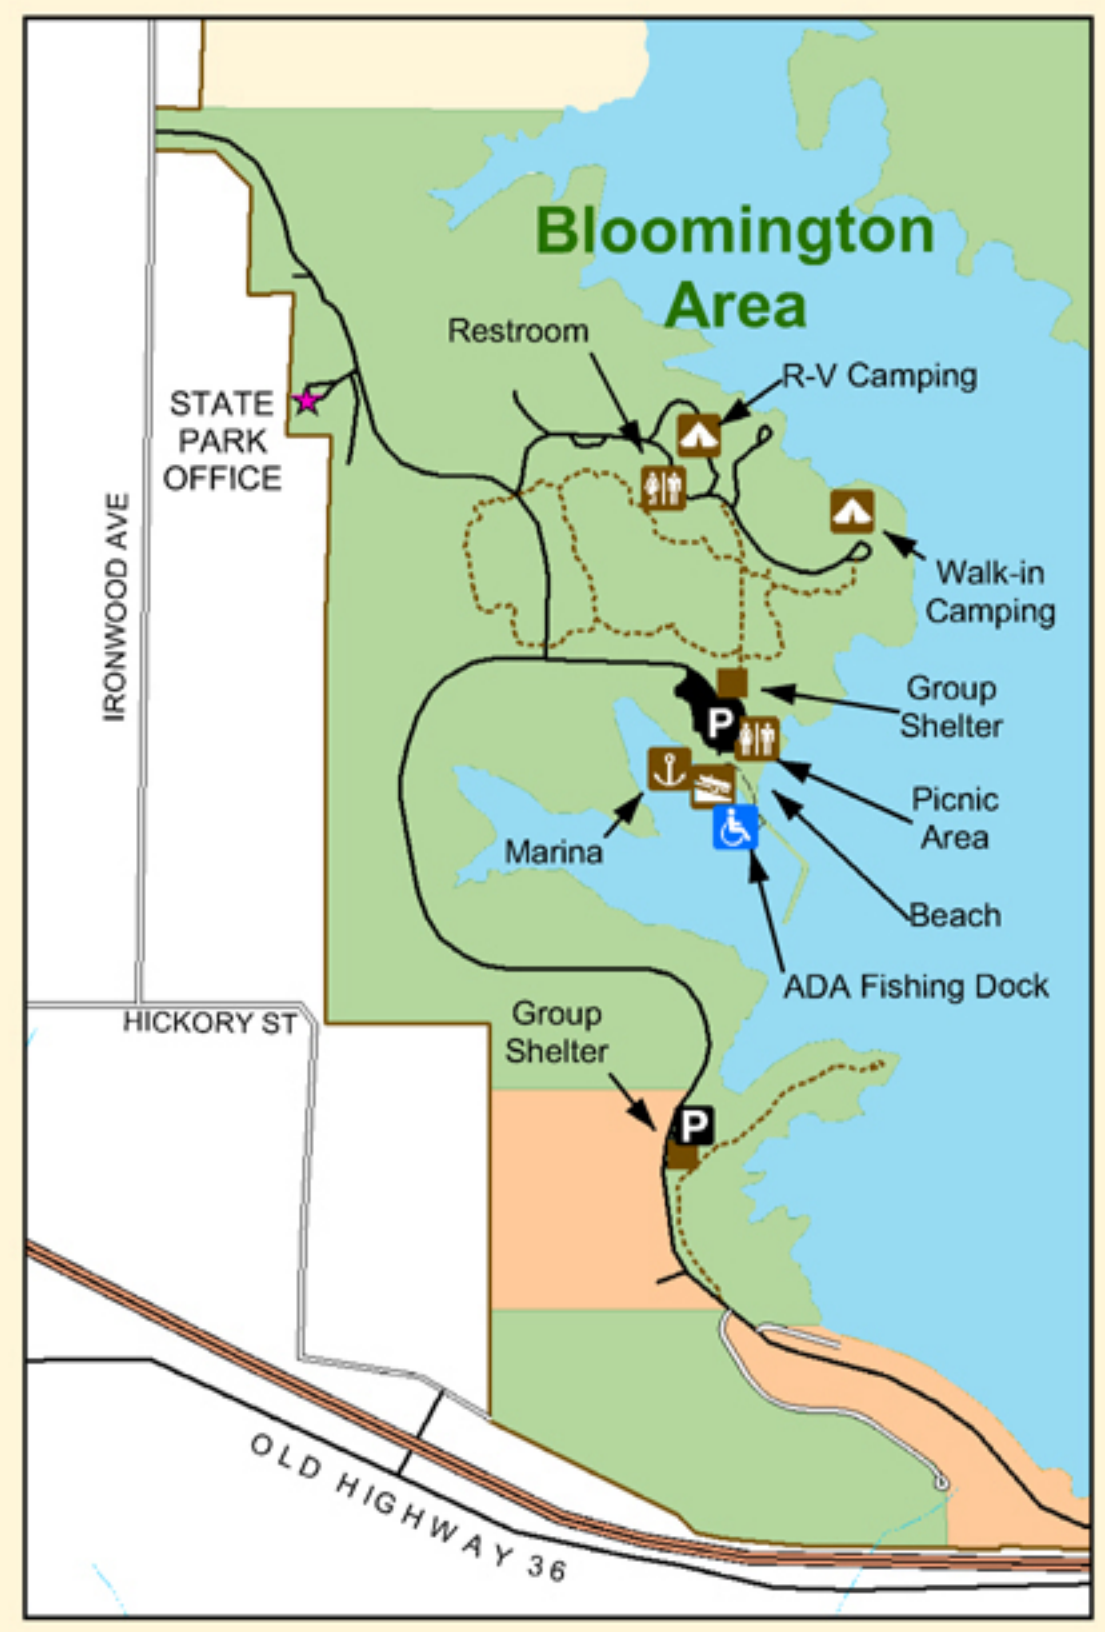 Bloomington
Area
Restroom
R-V Camping
STATE
PARK
OFFICE
IRONWOOD AVE
Walk-in
Camping
Group
Shelter
P
Picnic
Area
Marina
Beach
ADA Fishing Dock
Group
Shelter
HICKORY ST
P
OLD HIGHWAY 36